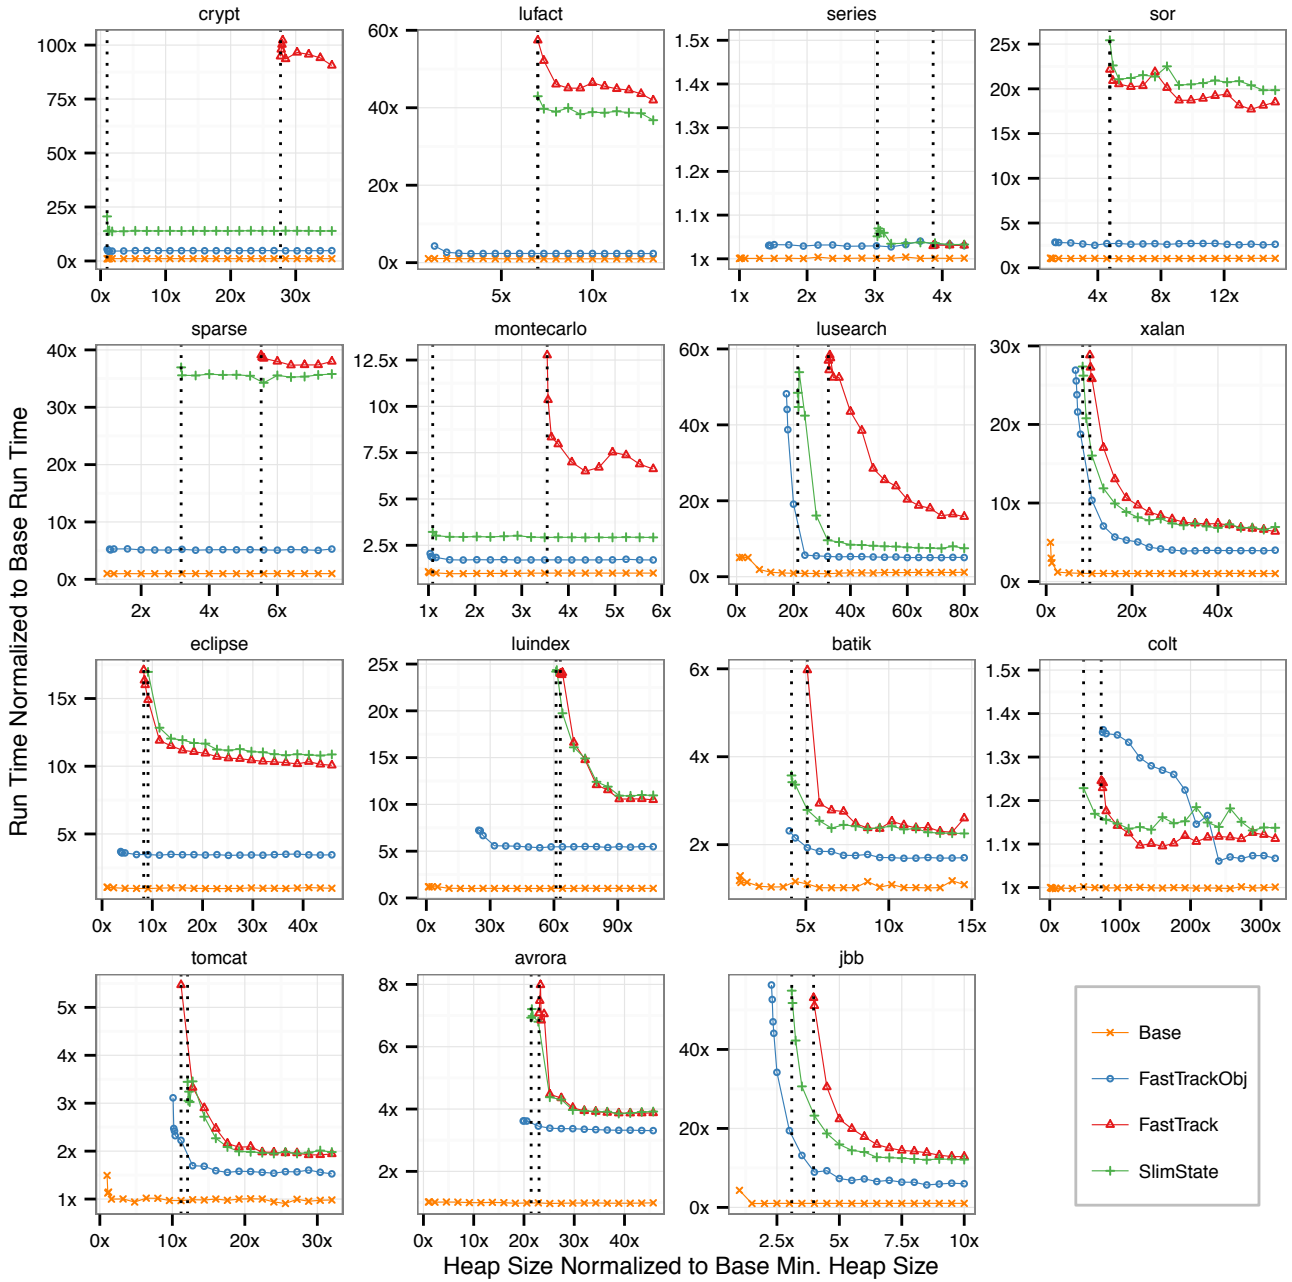 crypt
lufact
series
sor
100x
75x
50x
25x
0x
0x 10x 20x 30x
60x
40x
20x
0x
5x 10x
1.5x
1.4x
1.3x
1.2x
1.1x
1x
1x 2x 3x 4x
25x
20x
15x
10x
5x
0x
4x 8x 12x
sparse
montecarlo
lusearch
xalan
40x
30x
20x
10x
0x
2x 4x 6x
12.5x
10.0x
7.5x
5x
2.5x
1x 2x 3x 4x 5x 6x
60x
40x
20x
0x
0x 20x 40x 60x 80x
30x
20x
10x
0x
0x 20x 40x
eclipse
luindex
batik
colt
15x
10x
5x
0x 10x 20x 30x 40x
25x
20x
15x
10x
5x
0x
0x 30x 60x 90x
6x
4x
2x
5x 10x 15x
1.5x
1.4x
1.3x
1.2x
1.1x
1x
0x 100x 200x 300x
tomcat
avrora
jbb
5x
4x
3x
2x
1x
0x 10x 20x 30x
8x
6x
4x
2x
0x 10x 20x 30x 40x
40x
20x
0x
2.5x 5x 7.5x 10x
Base
FastTrackObj
FastTrack
SlimState
Run Time Normalized to Base Run Time
Heap Size Normalized to Base Min. Heap Size